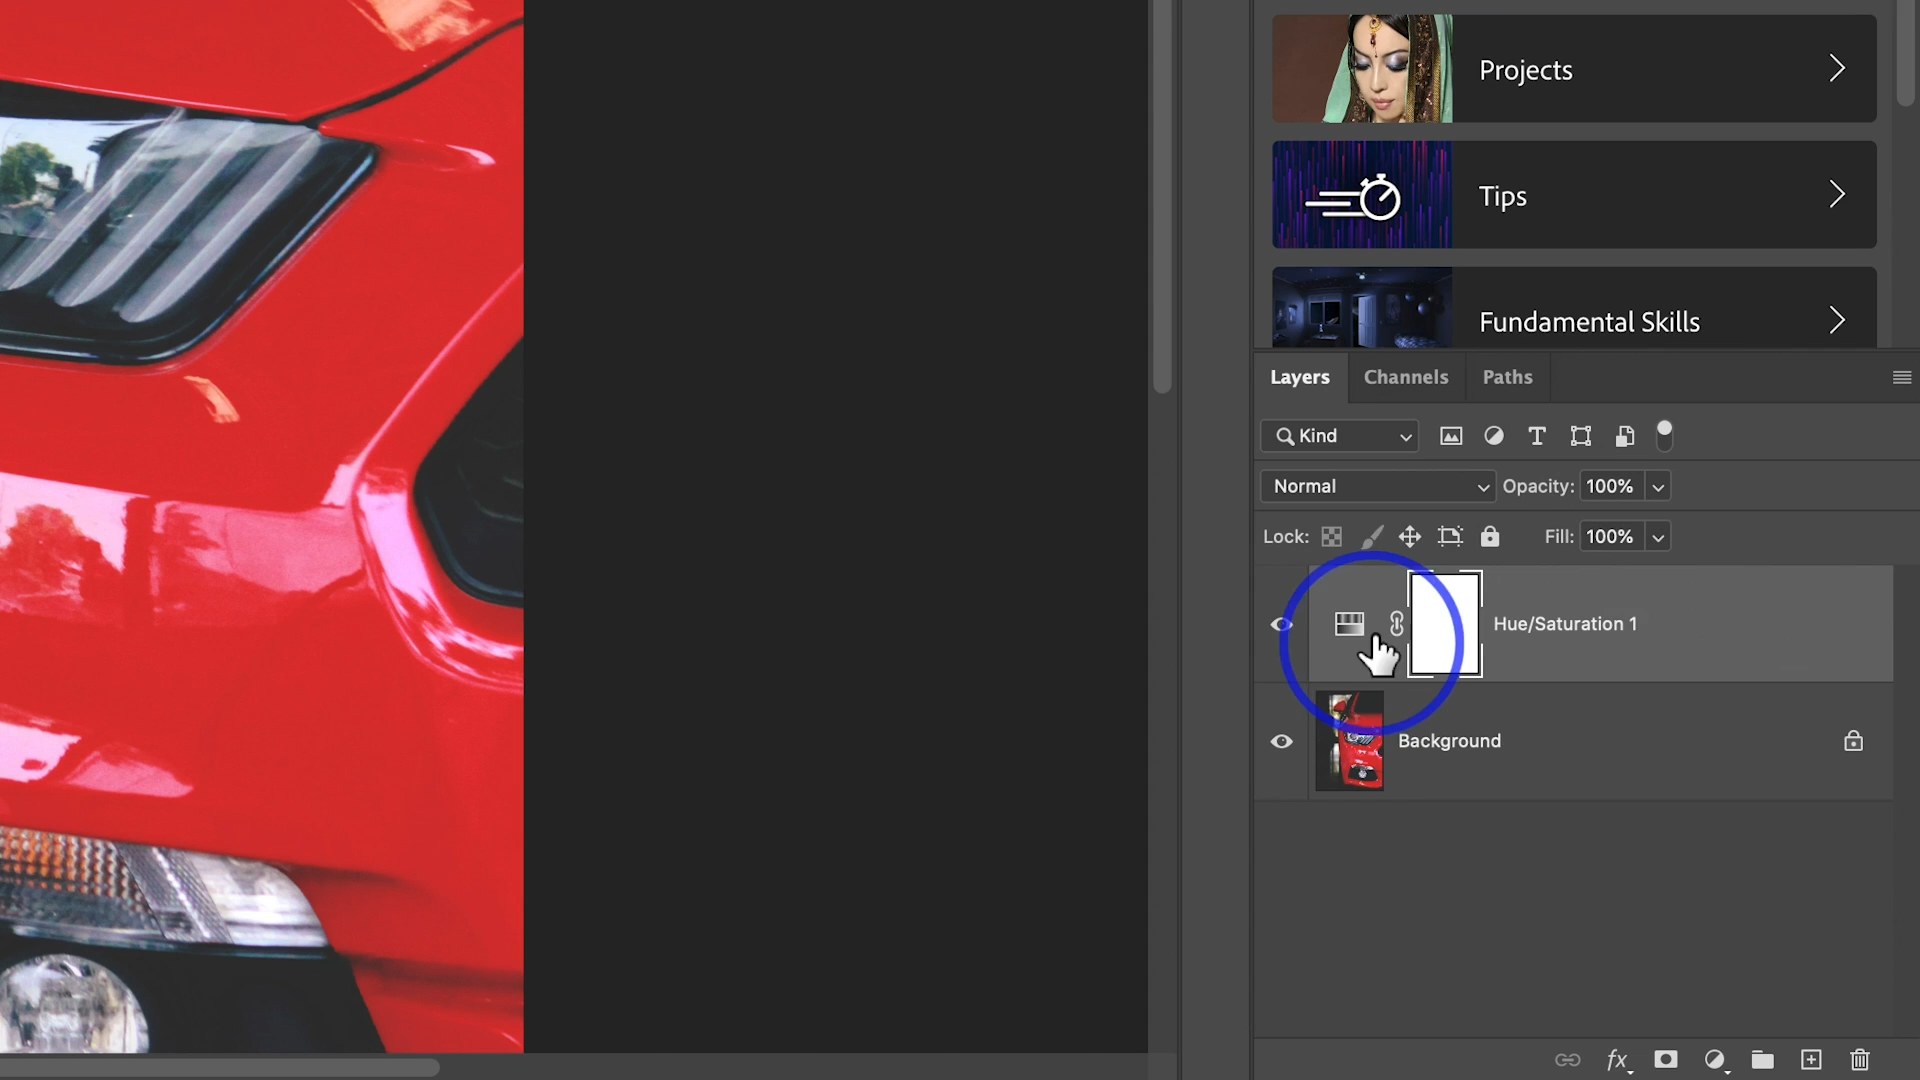 Projects
Tips
Fundamental Skills
Layers Channels Paths
Kind
Normal Opacity: 100%
Lock: Fill: 100%
Hue/Saturation 1
Background
fx